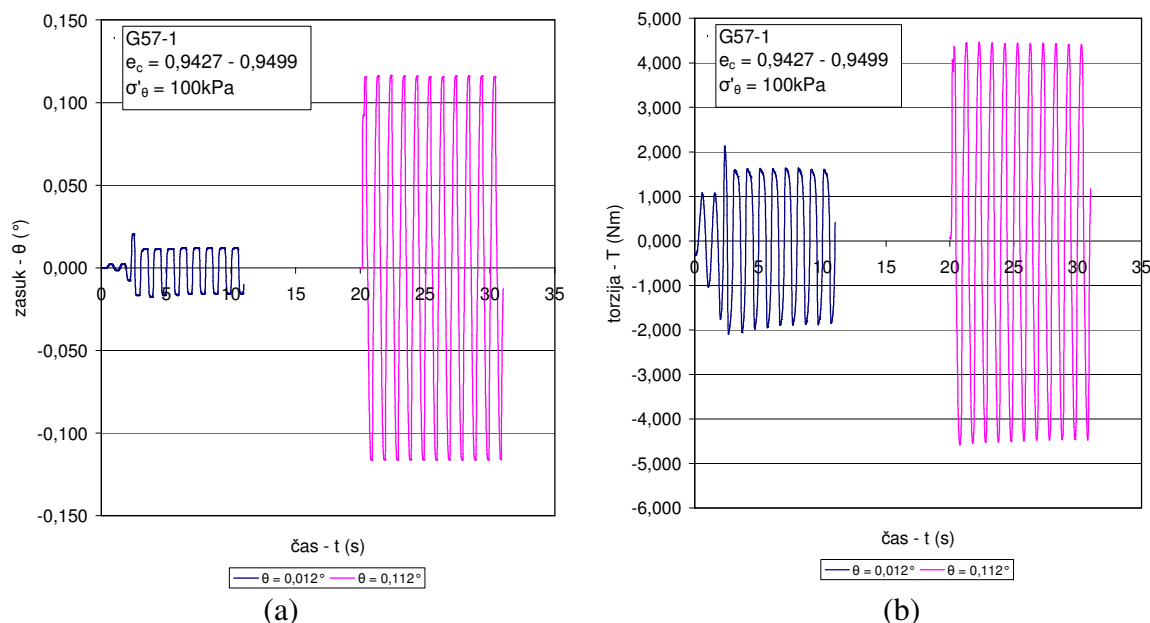 G57-1
e_c = 0,9427 - 0,9499
σ'_θ = 100kPa
0,150
0,100
0,050
0,000
-0,050
-0,100
-0,150
0 5 10 15 20 25 30 35
zasuk - θ (°)
čas - t (s)
θ = 0,012° θ = 0,112°
(a)
G57-1
e_c = 0,9427 - 0,9499
σ'_θ = 100kPa
5,000
4,000
3,000
2,000
1,000
0,000
-1,000
-2,000
-3,000
-4,000
-5,000
-6,000
0 5 10 15 20 25 30 35
torzija - T (Nm)
čas - t (s)
θ = 0,012° θ = 0,112°
(b)